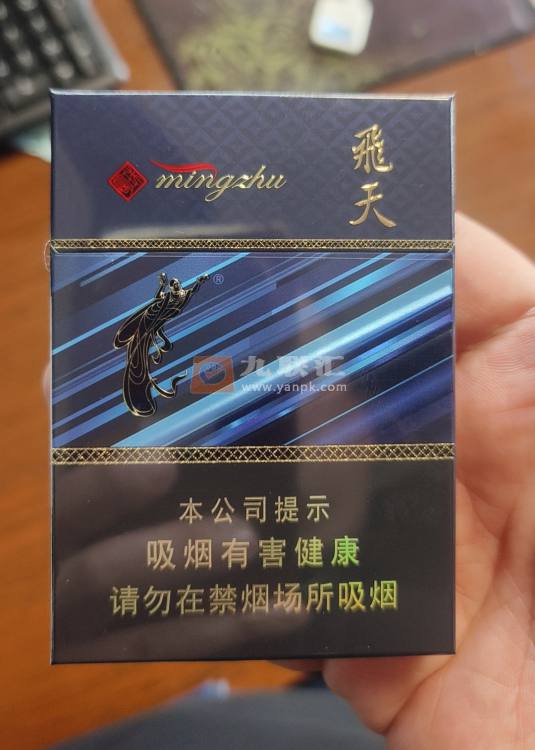 飛天
mingzhu
®
九联汇
www.yanpk.com
本公司提示
吸烟有害健康
请勿在禁烟场所吸烟